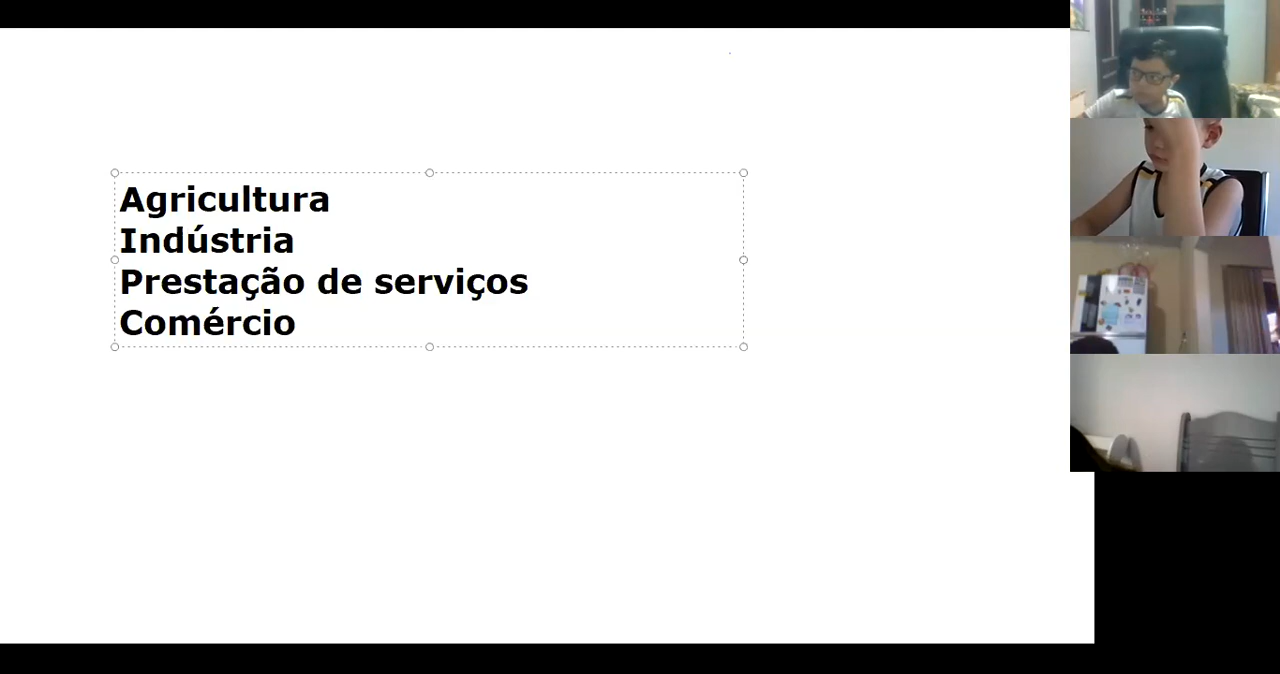 Agricultura
Indústria
Prestação de serviços
Comércio